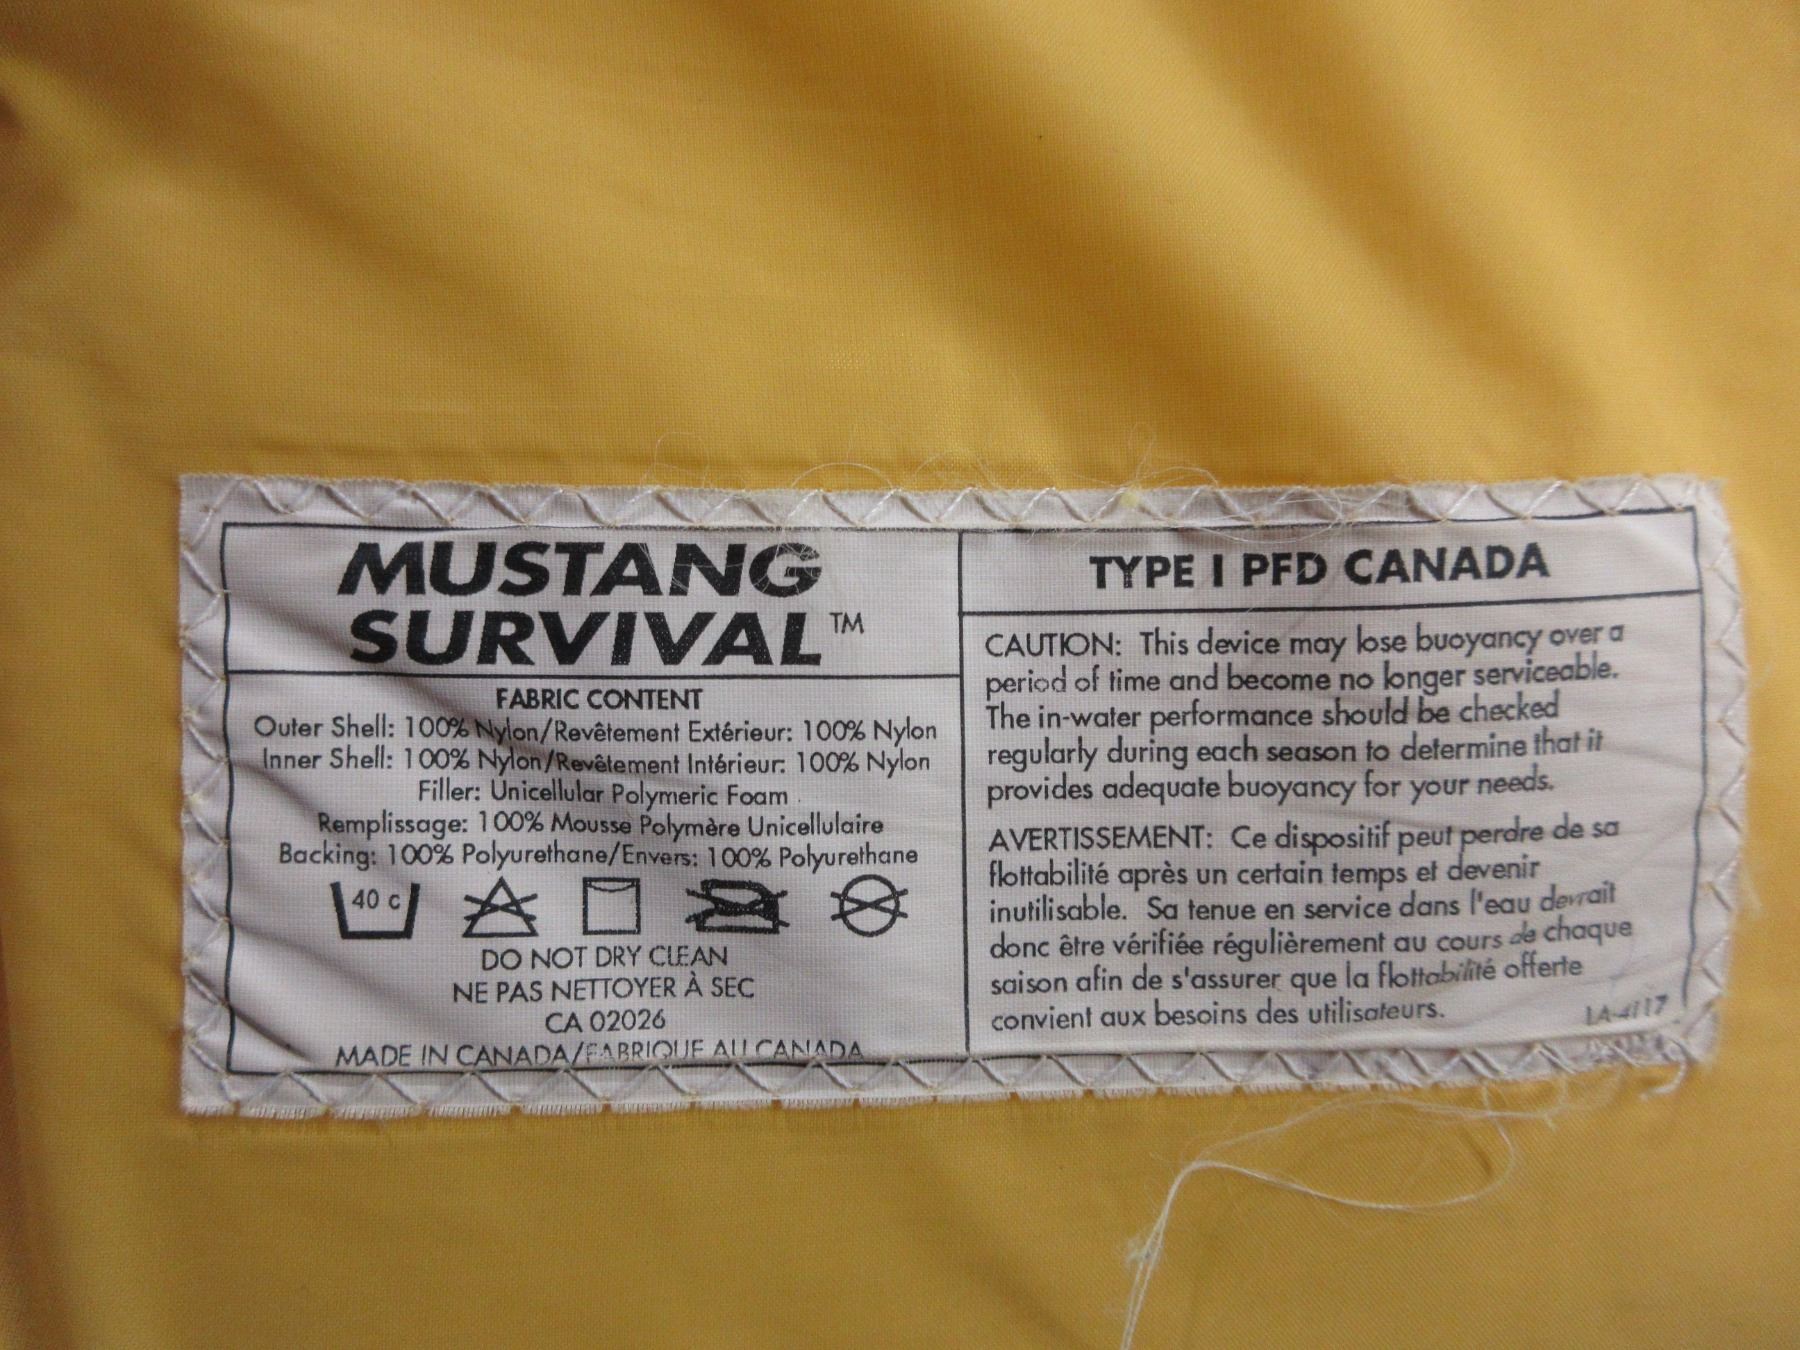 MUSTANG
SURVIVAL™
FABRIC CONTENT
Outer Shell: 100% Nylon/Revêtement Extérieur: 100% Nylon
Inner Shell: 100% Nylon/Revêtement Intérieur: 100% Nylon
Filler: Unicellular Polymeric Foam
Remplissage: 100% Mousse Polymère Unicellulaire
Backing: 100% Polyurethane/Envers: 100% Polyurethane
40 c
DO NOT DRY CLEAN
NE PAS NETTOYER À SEC
CA 02026
MADE IN CANADA/FABRIQUE AU CANADA
TYPE I PFD CANADA
CAUTION: This device may lose buoyancy over a
period of time and become no longer serviceable.
The in-water performance should be checked
regularly during each season to determine that it
provides adequate buoyancy for your needs.
AVERTISSEMENT: Ce dispositif peut perdre de sa
flottabilité après un certain temps et devenir
inutilisable. Sa tenue en service dans l'eau devrait
donc être vérifiée régulièrement au cours de chaque
saison afin de s'assurer que la flottabilité offerte
convient aux besoins des utilisateurs.
LA-4117